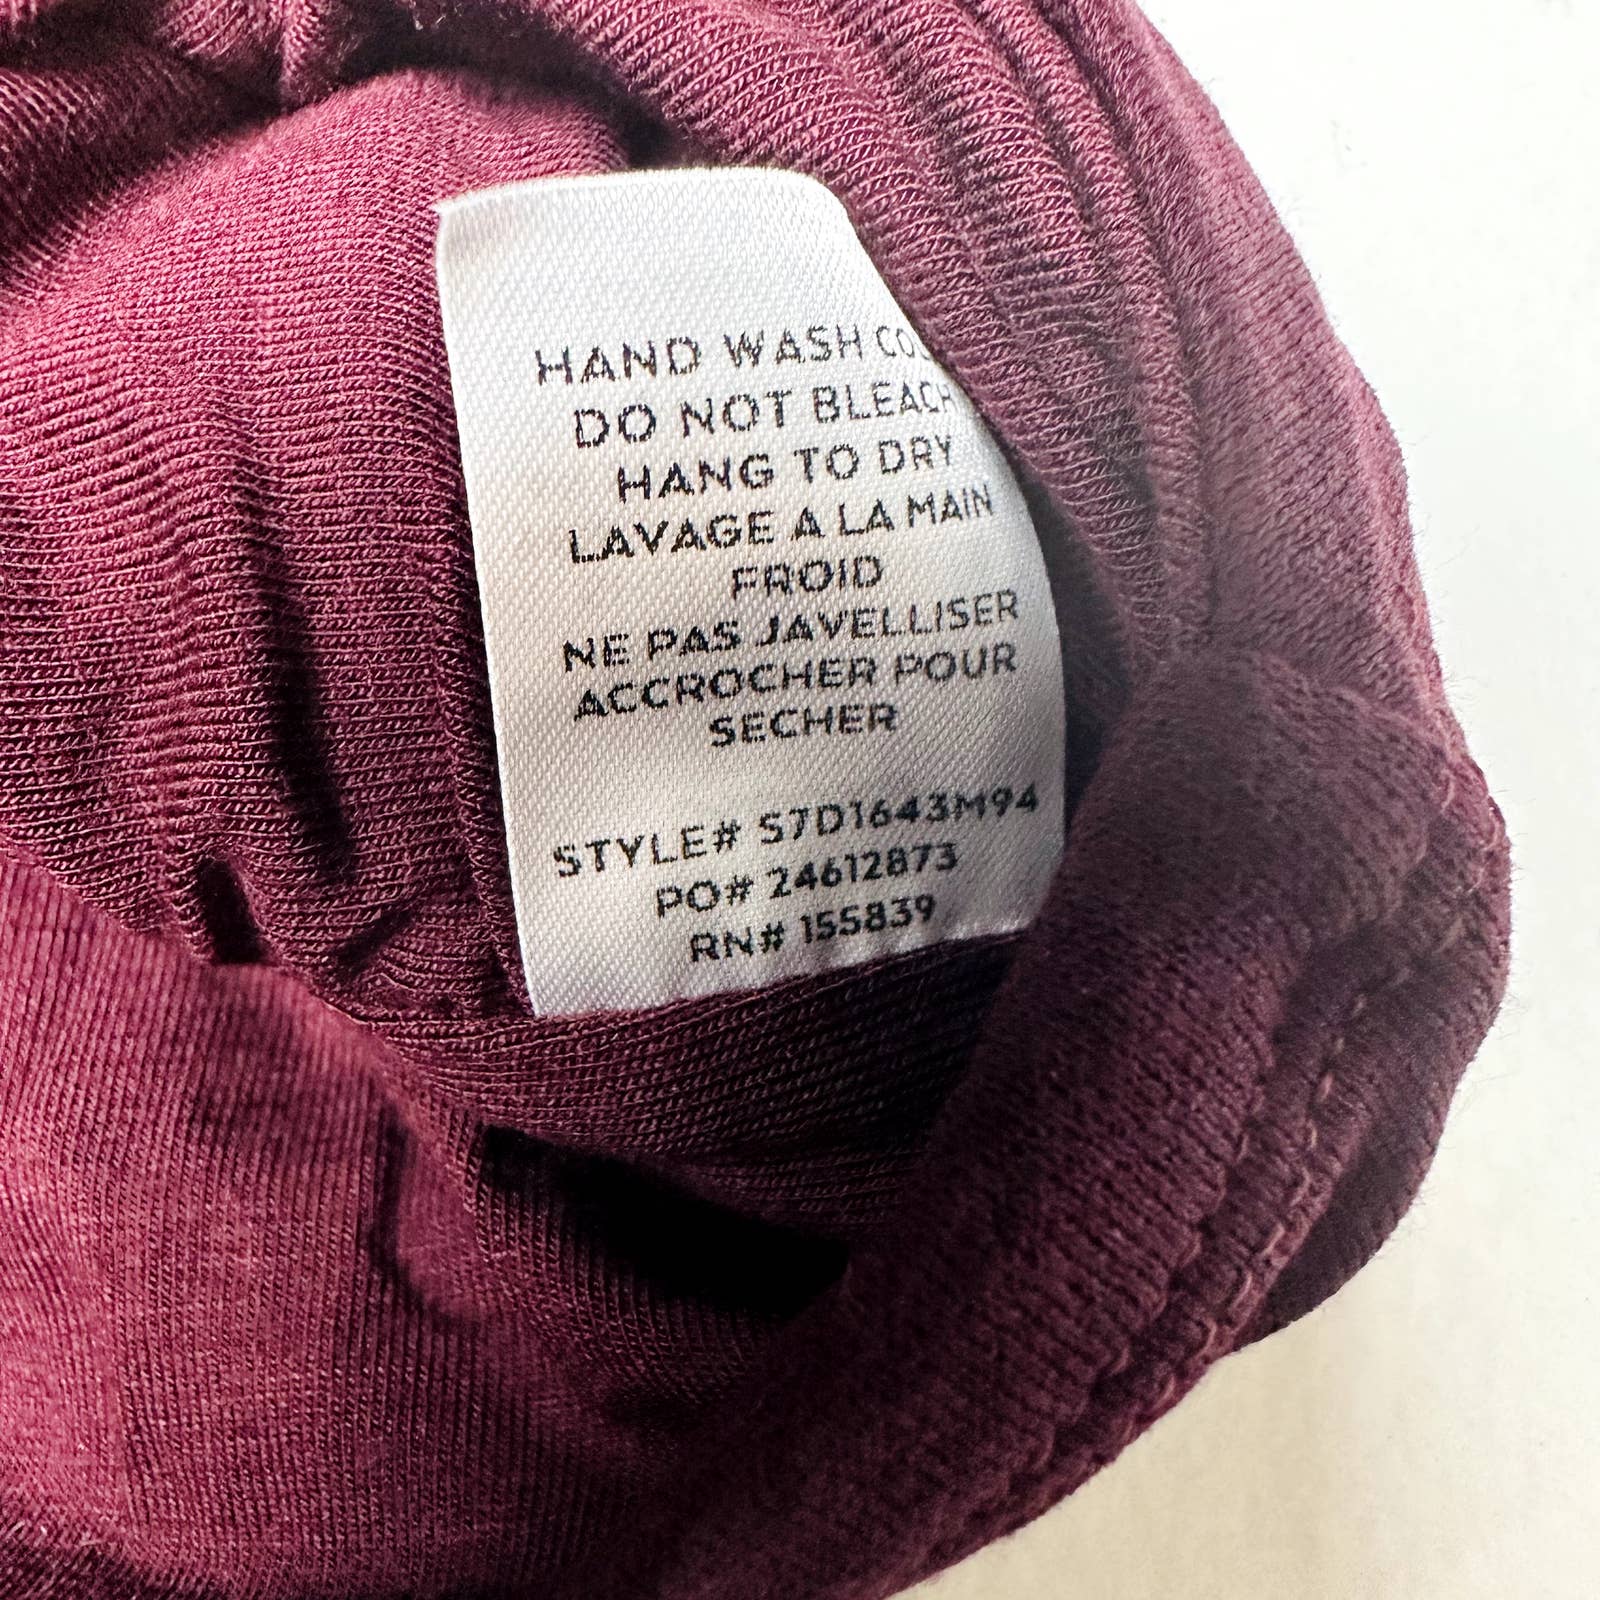 HAND WASH COL
DO NOT BLEACH
HANG TO DRY
LAVAGE A LA MAIN
FROID
NE PAS JAVELLISER
ACCROCHER POUR
SECHER
STYLE# S7D1643M94
PO# 24612873
RN# 155839